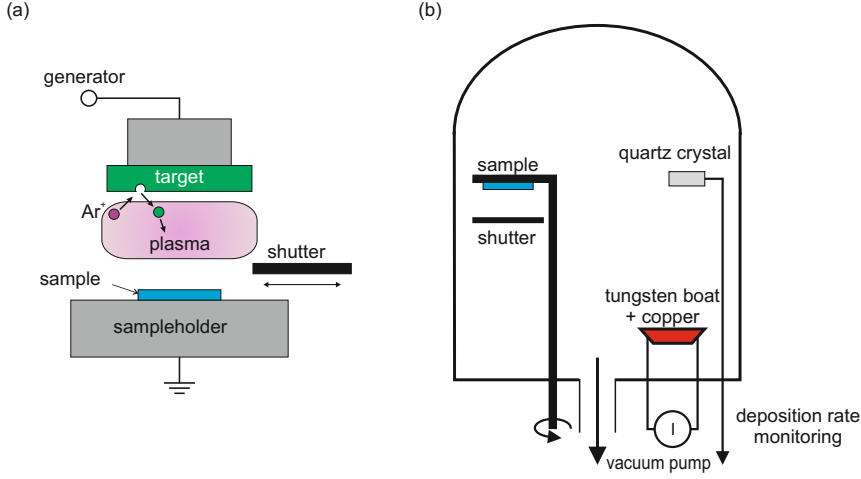 (a)
generator
target
Ar+
plasma
shutter
sample
sampleholder
(b)
sample
quartz crystal
shutter
tungsten boat
+ copper
I
deposition rate
monitoring
vacuum pump